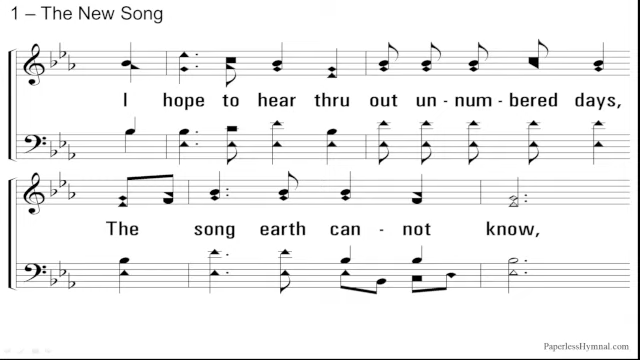 1 – The New Song
I hope to hear thru out un - num - bered days,
The song earth can - not know,
PaperlessHymnal.com